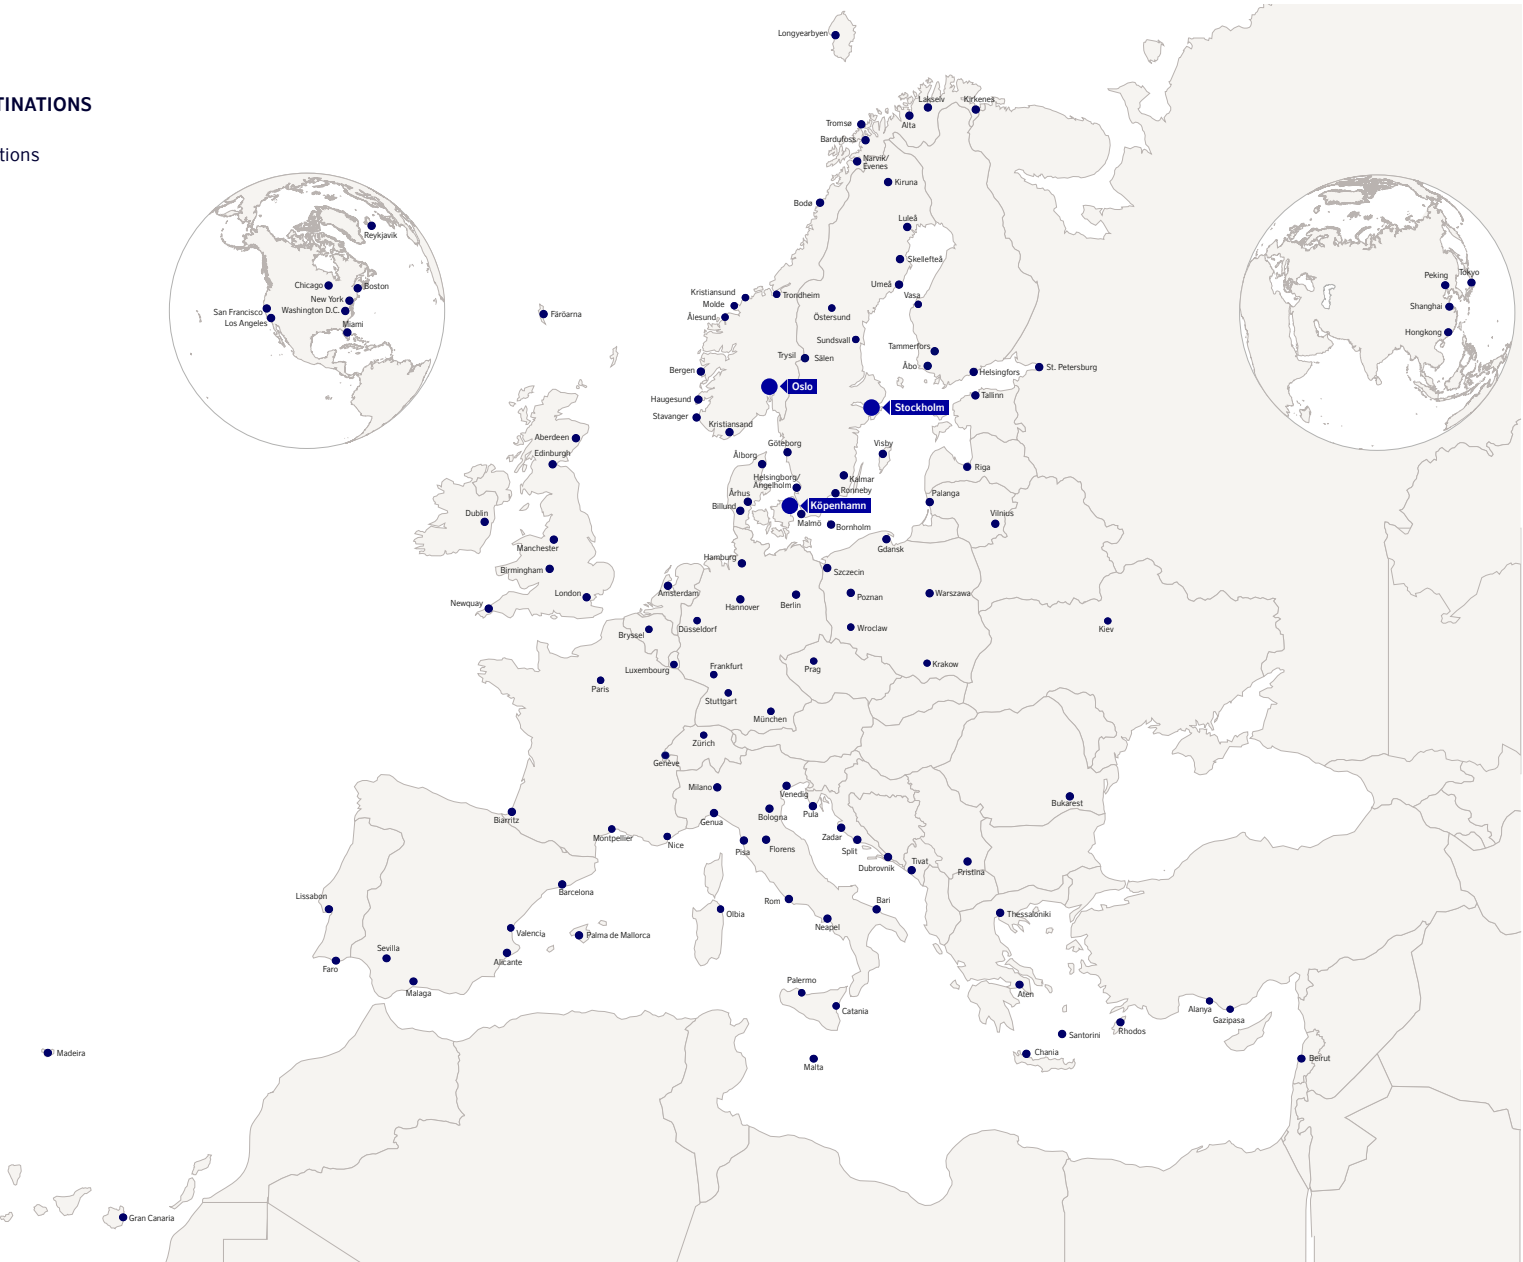 TINATIONS
tions
Longyearbyen
Lakselv
Kirkenes
Alta
Tromsø
Bardufoss
Narvik/
Evenes
Kiruna
Bodø
Luleå
Skellefteå
Umeå
Vasa
Kristiansund
Trondheim
Molde
Ålesund
Östersund
Färöarna
Sundsvall
Tammerfors
Trysil
Sälen
Åbo
Helsingfors
St. Petersburg
Bergen
Oslo
Tallinn
Haugesund
Stockholm
Stavanger
Kristiansand
Aberdeen
Göteborg
Visby
Edinburgh
Ålborg
Riga
Helsingborg/
Ängelholm
Kalmar
Ronneby
Århus
Palanga
Billund
Köpenhamn
Dublin
Malmö
Bornholm
Vilnius
Manchester
Gdansk
Hamburg
Birmingham
Szczecin
London
Amsterdam
Newquay
Hannover
Berlin
Poznan
Warszawa
Bryssel
Düsseldorf
Wroclaw
Kiev
Luxembourg
Frankfurt
Prag
Krakow
Paris
Stuttgart
München
Zürich
Genève
Milano
Venedig
Bukarest
Biarritz
Genua
Bologna
Pula
Montpellier
Nice
Pisa
Florens
Zadar
Split
Dubrovnik
Tivat
Pristina
Barcelona
Lissabon
Rom
Bari
Olbia
Neapel
Thessaloniki
Valencia
Palma de Mallorca
Sevilla
Alicante
Faro
Malaga
Palermo
Catania
Aten
Alanya
Gazipasa
Santorini
Rhodos
Chania
Malta
Beirut
Madeira
Gran Canaria
Reykjavik
Chicago
Boston
New York
San Francisco
Washington D.C.
Los Angeles
Miami
Peking
Tokyo
Shanghai
Hongkong